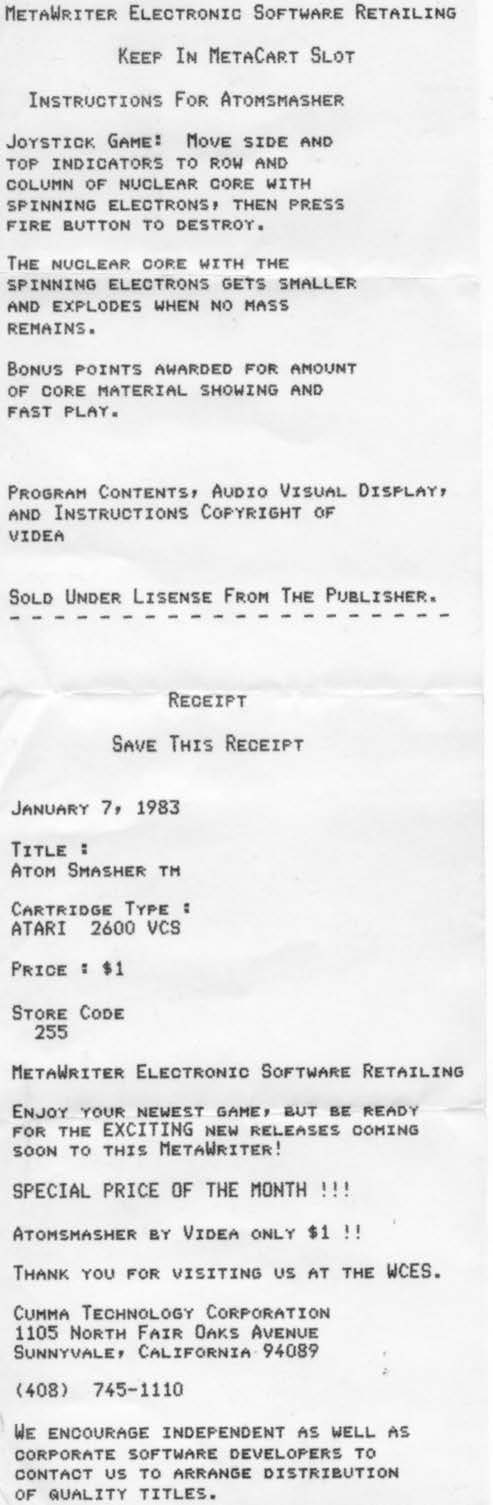 MetaWriter Electronic Software Retailing
Keep In MetaCart Slot
Instructions For Atomsmasher
Joystick Game: Move side and
top indicators to row and
column of nuclear core with
spinning electrons, then press
fire button to destroy.
The nuclear core with the
spinning electrons gets smaller
and explodes when no mass
remains.
Bonus points awarded for amount
of core material showing and
fast play.
Program Contents, Audio Visual Display,
and Instructions Copyright of
videa
Sold Under Lisense From The Publisher.
- - - - - - - - - - - - - - - - - - - -
Receipt
Save This Receipt
January 7, 1983
Title :
Atom Smasher tm
Cartridge Type :
ATARI 2600 VCS
Price : $1
Store Code
255
MetaWriter Electronic Software Retailing
Enjoy your newest game, but be ready
for the EXCITING new releases coming
soon to this MetaWriter!
SPECIAL PRICE OF THE MONTH !!!
Atomsmasher by Videa only $1 !!
Thank you for visiting us at the WCES.
Cumma Technology Corporation
1105 North Fair Oaks Avenue
Sunnyvale, California 94089
(408) 745-1110
We encourage independent as well as
corporate software developers to
contact us to arrange distribution
of quality titles.